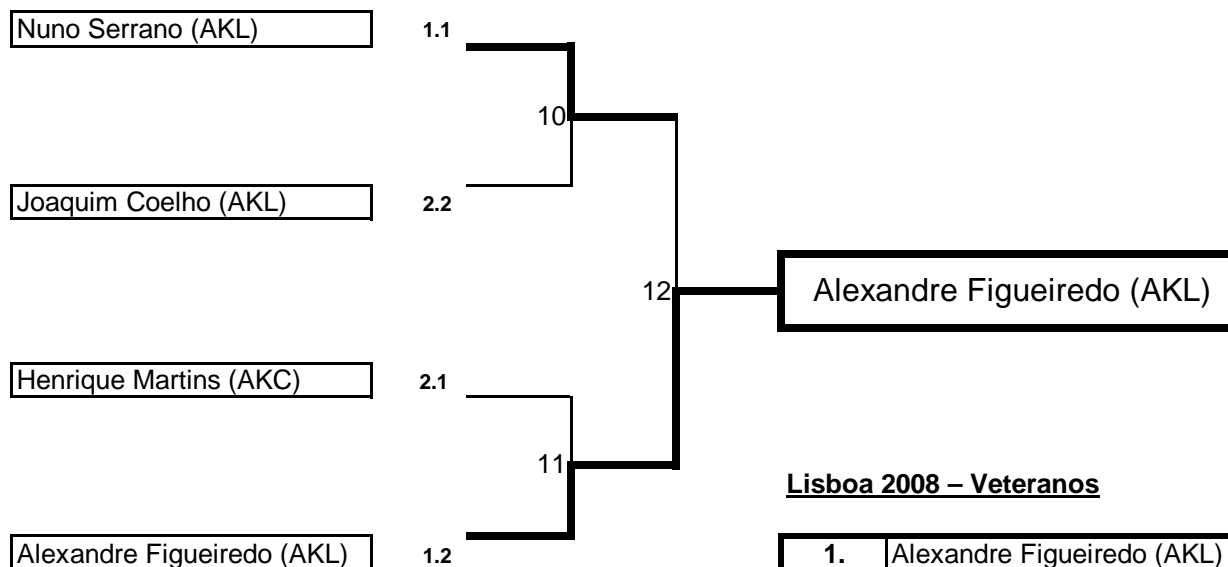 Nuno Serrano (AKL) 1.1
10
Joaquim Coelho (AKL) 2.2
12 Alexandre Figueiredo (AKL)
Henrique Martins (AKC) 2.1
11
Lisboa 2008 – Veteranos
Alexandre Figueiredo (AKL) 1.2
1. Alexandre Figueiredo (AKL)